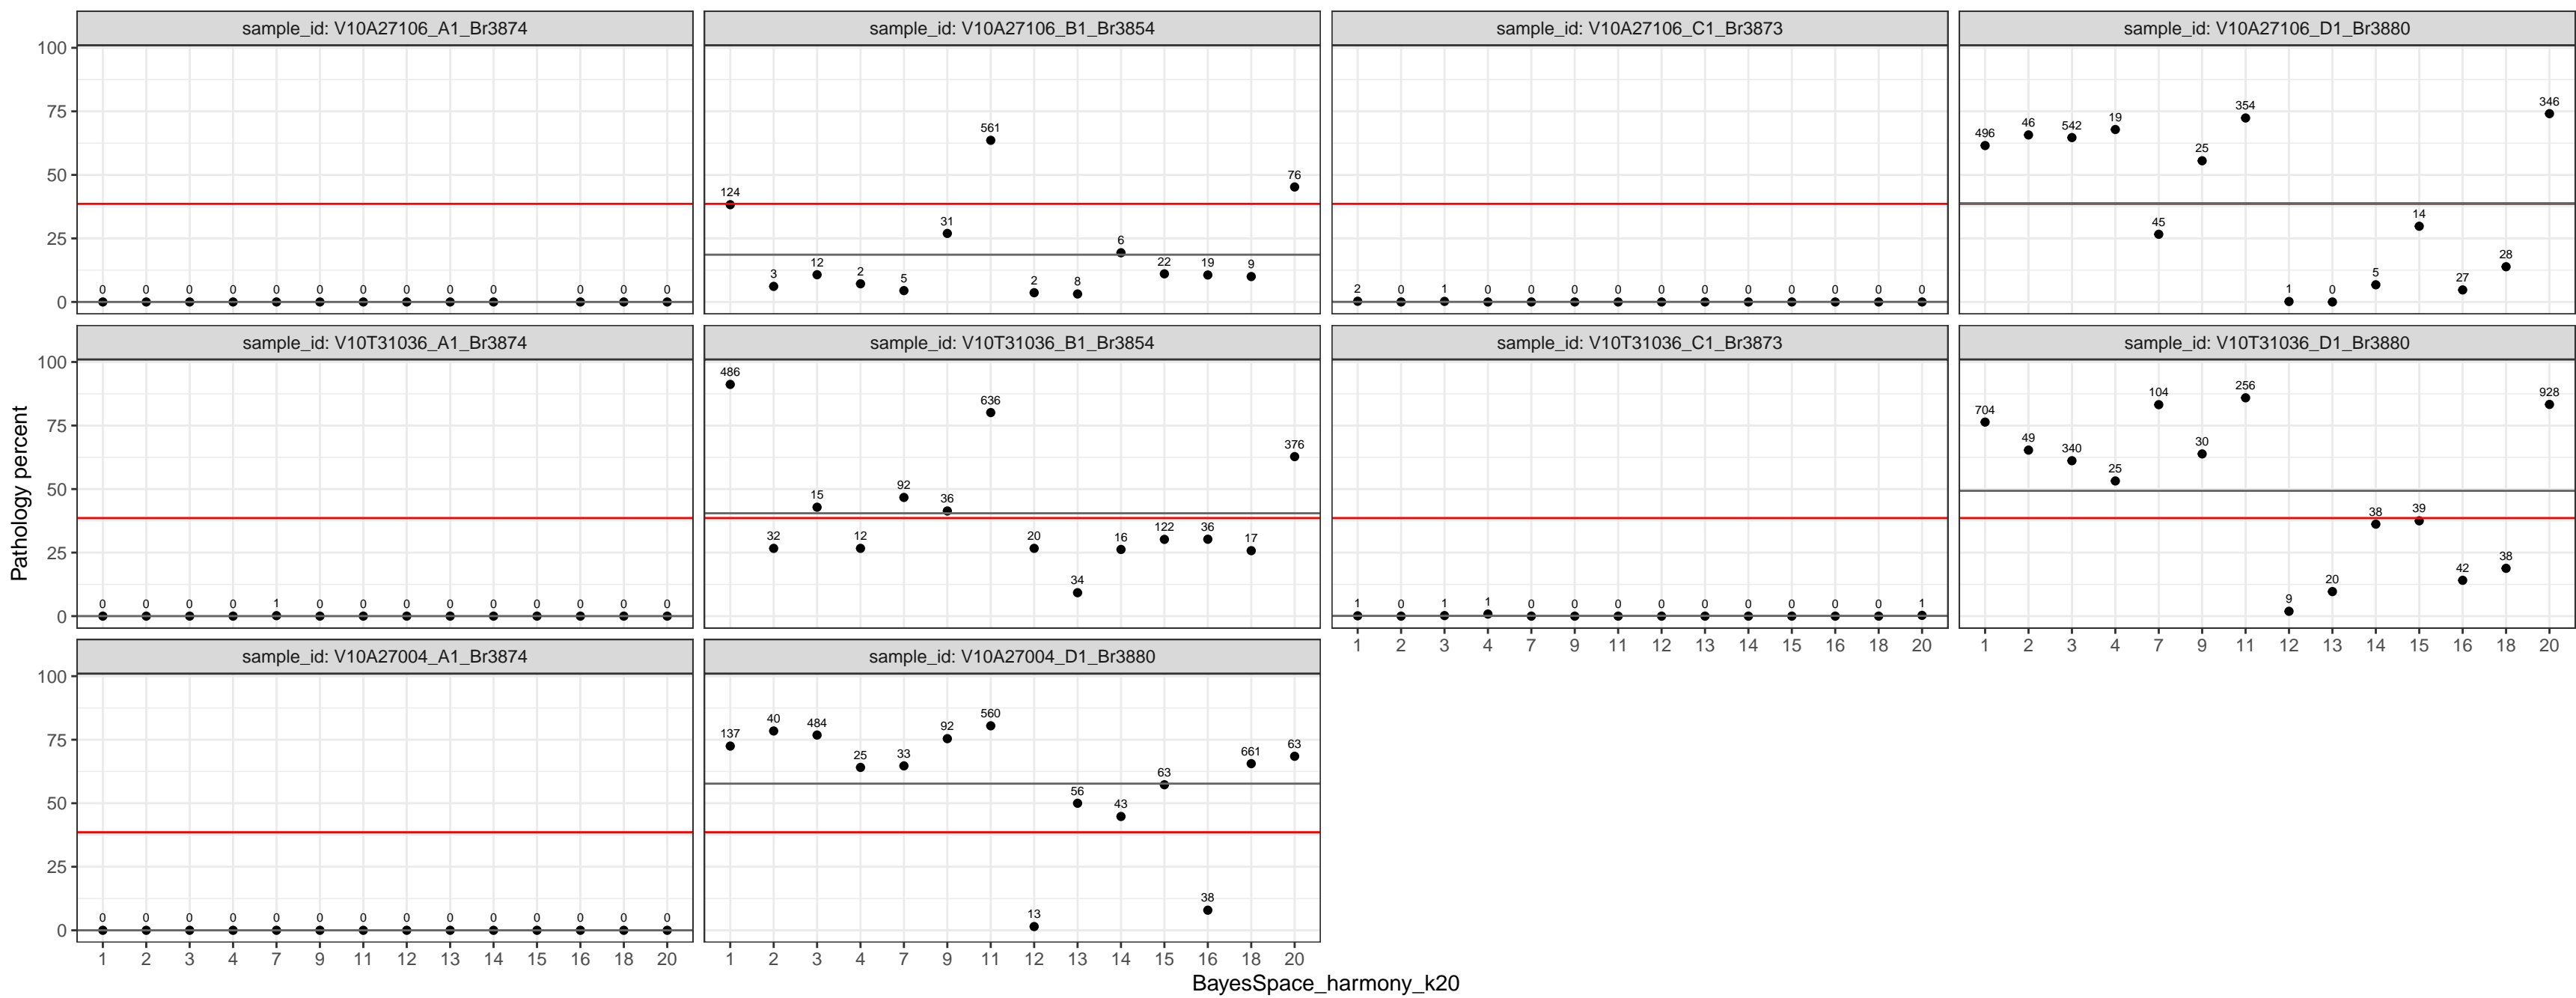 sample_id: V10A27106_A1_Br3874
sample_id: V10A27106_B1_Br3854
sample_id: V10A27106_C1_Br3873
sample_id: V10A27106_D1_Br3880
100
75
50
25
0
0 0 0 0 0 0 0 0 0 0 0 0 0
124 3 12 2 5 31 561 2 8 6 22 19 9 76
2 0 1 0 0 0 0 0 0 0 0 0 0 0
496 46 542 19 45 25 354 1 0 5 14 27 28 346
sample_id: V10T31036_A1_Br3874
sample_id: V10T31036_B1_Br3854
sample_id: V10T31036_C1_Br3873
sample_id: V10T31036_D1_Br3880
100
75
50
25
0
0 0 0 0 1 0 0 0 0 0 0 0 0 0
486 32 15 12 92 36 636 20 34 16 122 36 17 376
1 0 1 1 0 0 0 0 0 0 0 0 0 1
704 49 340 25 104 30 256 9 20 38 39 42 38 928
1 2 3 4 7 9 11 12 13 14 15 16 18 20
1 2 3 4 7 9 11 12 13 14 15 16 18 20
Pathology percent
sample_id: V10A27004_A1_Br3874
sample_id: V10A27004_D1_Br3880
100
75
50
25
0
0 0 0 0 0 0 0 0 0 0 0 0 0 0
137 40 484 25 33 92 560 13 56 43 63 38 661 63
1 2 3 4 7 9 11 12 13 14 15 16 18 20
1 2 3 4 7 9 11 12 13 14 15 16 18 20
BayesSpace_harmony_k20